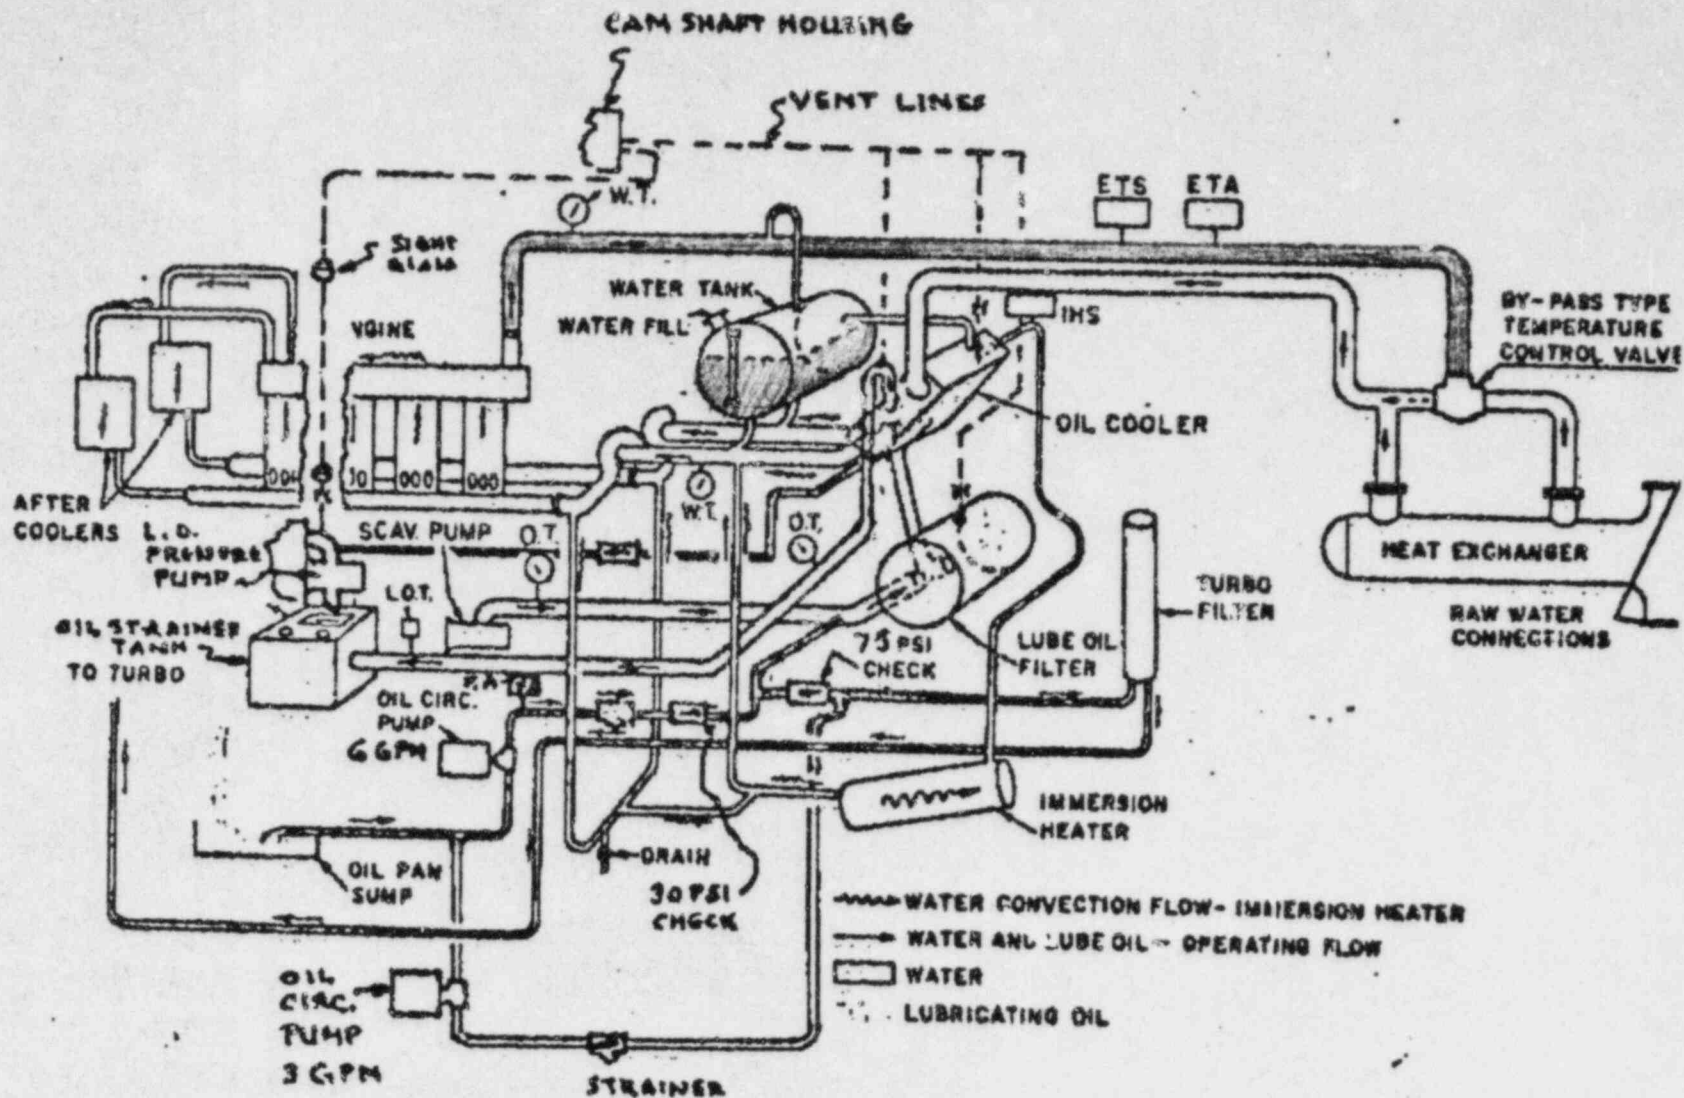 CAM SHAFT HOUSING
VENT LINES
W.T.
ETS
ETA
SIGHT
GLASS
WATER TANK
WATER FILL
IHS
BY-PASS TYPE
TEMPERATURE
CONTROL VALVE
OIL COOLER
AFTER
COOLERS
L.O.
PRESSURE
PUMP
SCAV. PUMP
O.T.
W.T.
O.T.
HEAT EXCHANGER
L.O.T.
TURBO
FILTER
OIL STRAINER
TANK
TO TURBO
LUBE OIL
FILTER
RAW WATER
CONNECTIONS
75 PSI
CHECK
OIL CIRC.
PUMP
6 GPM
IMMERSION
HEATER
DRAIN
OIL PAN
SUMP
30 PSI
CHECK
WATER CONVECTION FLOW - IMMERSION HEATER
WATER AND LUBE OIL - OPERATING FLOW
WATER
LUBRICATING OIL
OIL
CIRC.
PUMP
3 GPM
STRAINER